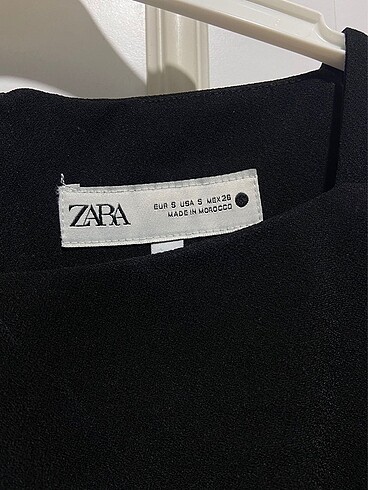 ZARA
EUR S USA S MEX 26
MADE IN MOROCCO